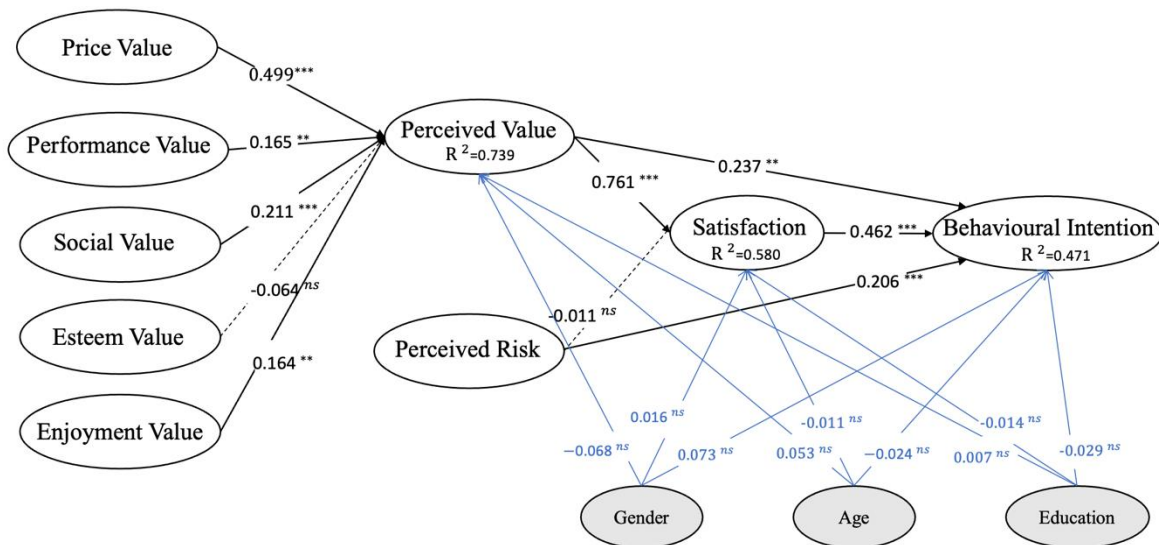 Price Value
0.499***
Performance Value
0.165 **
Perceived Value
R ²=0.739
0.237 **
0.761 ***
Social Value
0.211 ***
Satisfaction
R ²=0.580
0.462 ***
Behavioural Intention
R ²=0.471
-0.064 ns
0.206 ***
Esteem Value
-0.011 ns
Perceived Risk
0.164 **
Enjoyment Value
0.016 ns
-0.011 ns
-0.014 ns
−0.068 ns
0.073 ns
0.053 ns
−0.024 ns
0.007 ns
-0.029 ns
Gender
Age
Education